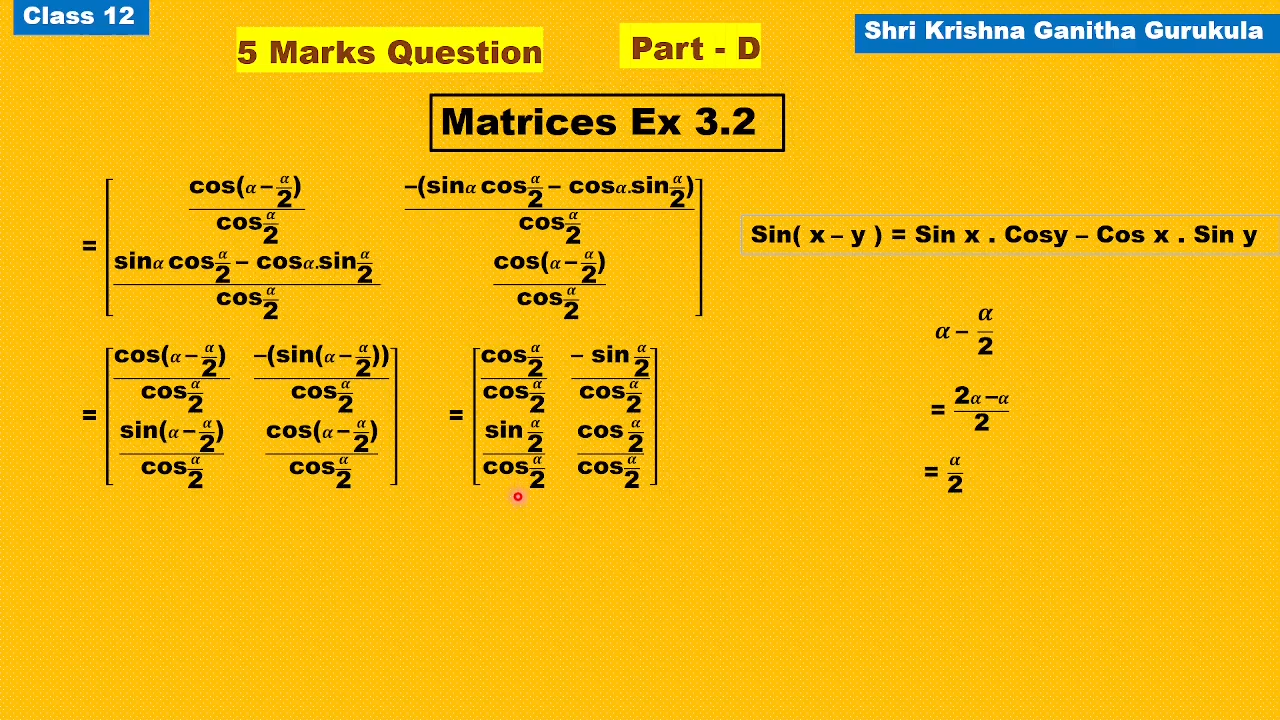 Class 12
5 Marks Question
Part - D
Shri Krishna Ganitha Gurukula
Matrices Ex 3.2
= [ cos(α – α/2) / cos α/2    –(sinα cos α/2 – cosα.sin α/2) / cos α/2
sinα cos α/2 – cosα.sin α/2 / cos α/2    cos(α – α/2) / cos α/2 ]
Sin( x – y ) = Sin x . Cosy – Cos x . Sin y
= [ cos(α – α/2) / cos α/2    –(sin(α – α/2)) / cos α/2
sin(α – α/2) / cos α/2    cos(α – α/2) / cos α/2 ]
= [ cos α/2 / cos α/2    – sin α/2 / cos α/2
sin α/2 / cos α/2    cos α/2 / cos α/2 ]
α – α/2
= 2α –α / 2
= α/2